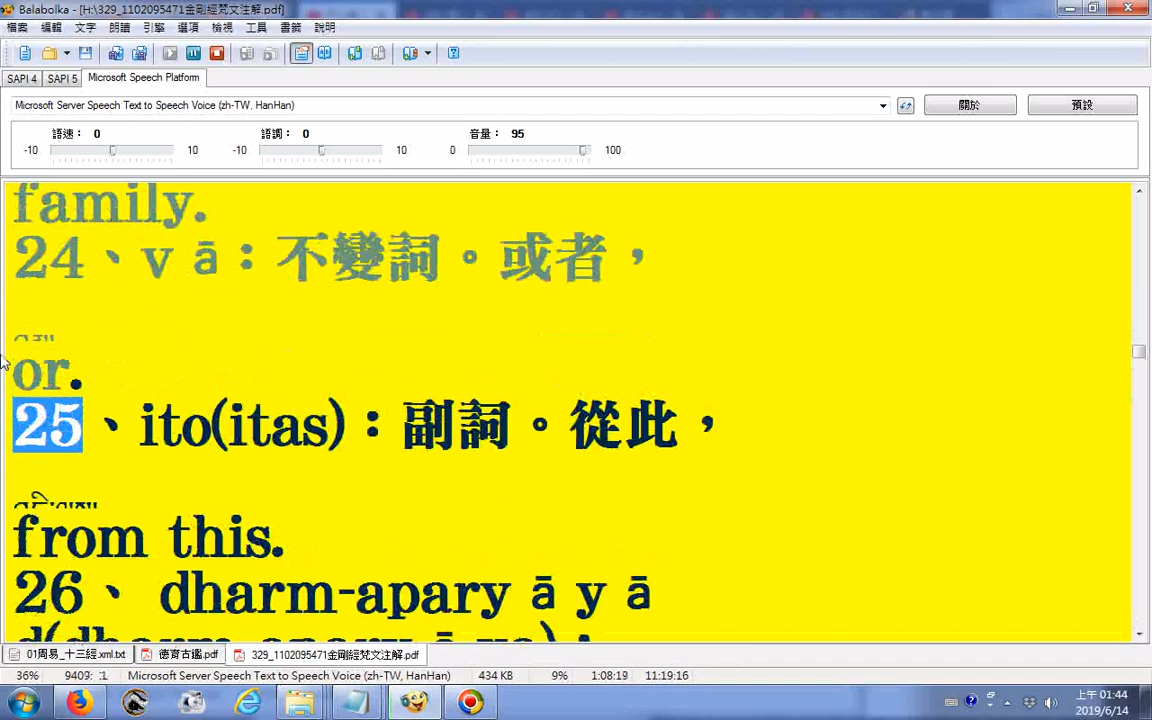 Balabolka - [H:\329_1102095471金剛經梵文注解.pdf]
檔案 編輯 文字 朗讀 引擎 選項 檢視 工具 書籤 說明
SAPI 4 SAPI 5 Microsoft Speech Platform
Microsoft Server Speech Text to Speech Voice (zh-TW, HanHan) 關於 預設
語速： 0 語調： 0 音量： 95
-10 10 -10 10 0 100
family.
24、v ā：不變詞。或者，
or.
25、ito(itas)：副詞。從此，
from this.
26、 dharm-apary ā y ā
d(dharm-apary ā ya)：
01周易_十三經.xml.txt 德育古鑑.pdf 329_1102095471金剛經梵文注解.pdf
36% 9409: :1 Microsoft Server Speech Text to Speech Voice (zh-TW, HanHan) 434 KB 9% 1:08:19 11:19:16
上午 01:44
2019/6/14